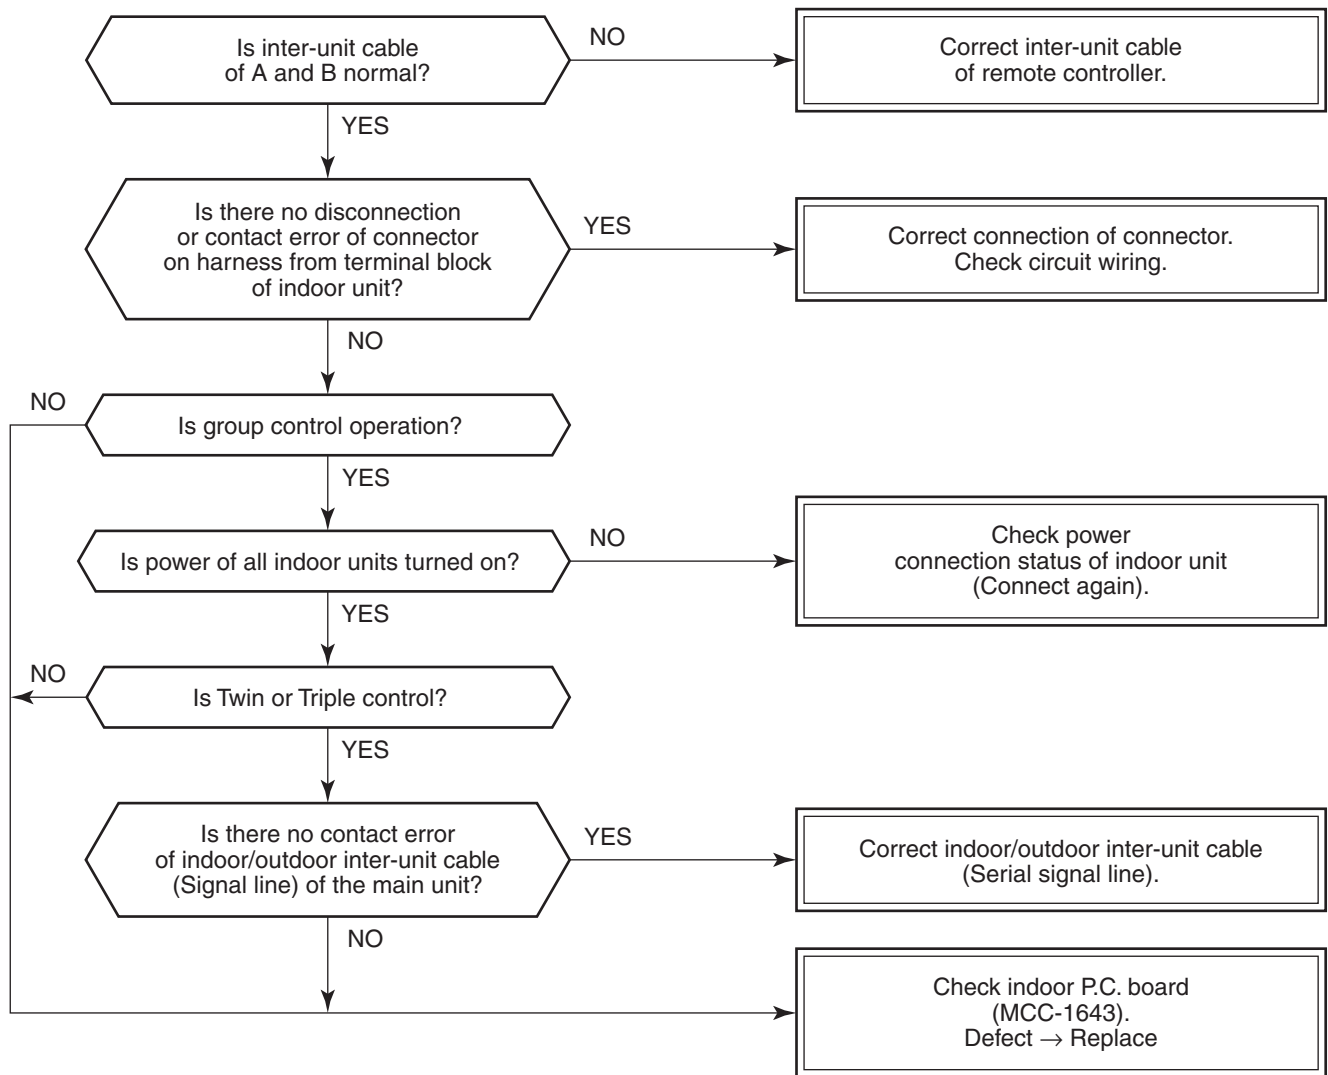 Is inter-unit cable
of A and B normal?
NO
Correct inter-unit cable
of remote controller.
YES
Is there no disconnection
or contact error of connector
on harness from terminal block
of indoor unit?
YES
Correct connection of connector.
Check circuit wiring.
NO
NO
Is group control operation?
YES
Is power of all indoor units turned on?
NO
Check power
connection status of indoor unit
(Connect again).
YES
NO
Is Twin or Triple control?
YES
Is there no contact error
of indoor/outdoor inter-unit cable
(Signal line) of the main unit?
YES
Correct indoor/outdoor inter-unit cable
(Serial signal line).
NO
Check indoor P.C. board
(MCC-1643).
Defect → Replace